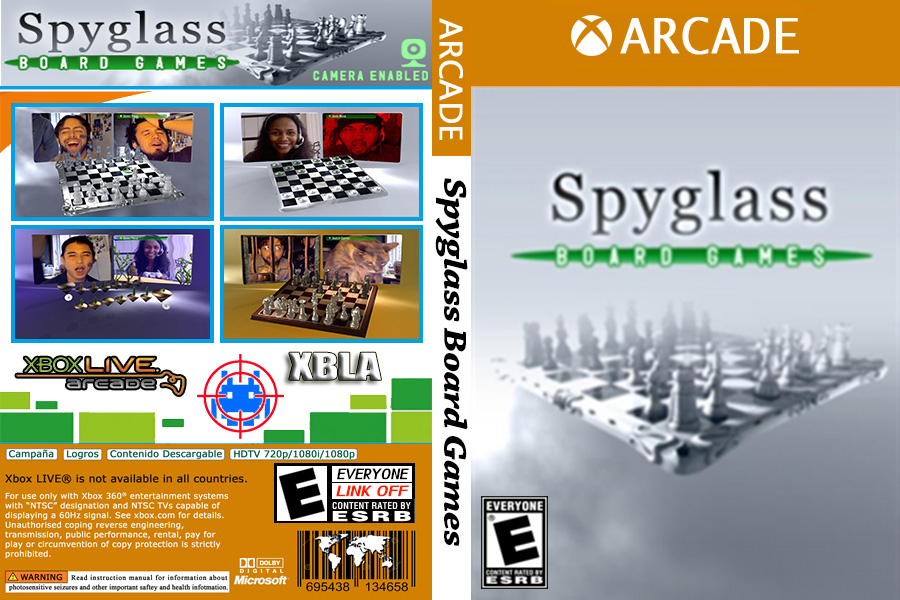 Spyglass
BOARD GAMES
CAMERA ENABLED
XBOX LIVE
arcade
XBLA
Campaña
Logros
Contenido Descargable
HDTV 720p/1080i/1080p
Xbox LIVE® is not available in all countries.
For use only with Xbox 360® entertainment systems
with “NTSC” designation and NTSC TVs capable of
displaying a 60Hz signal. See xbox.com for details.
Unauthorised coping reverse engineering,
transmission, public performance, rental, pay for
play or circumvention of copy protection is strictly
prohibited.
WARNING Read instruction manual for information about
photosensitive seizures and other important saftey and health infotmation.
DOLBY
DIGITAL
Microsoft
E
EVERYONE
LINK OFF
CONTENT RATED BY
ESRB
695438 134658
ARCADE
Spyglass Board Games
ARCADE
Spyglass
BOARD GAMES
EVERYONE
E
CONTENT RATED BY
ESRB